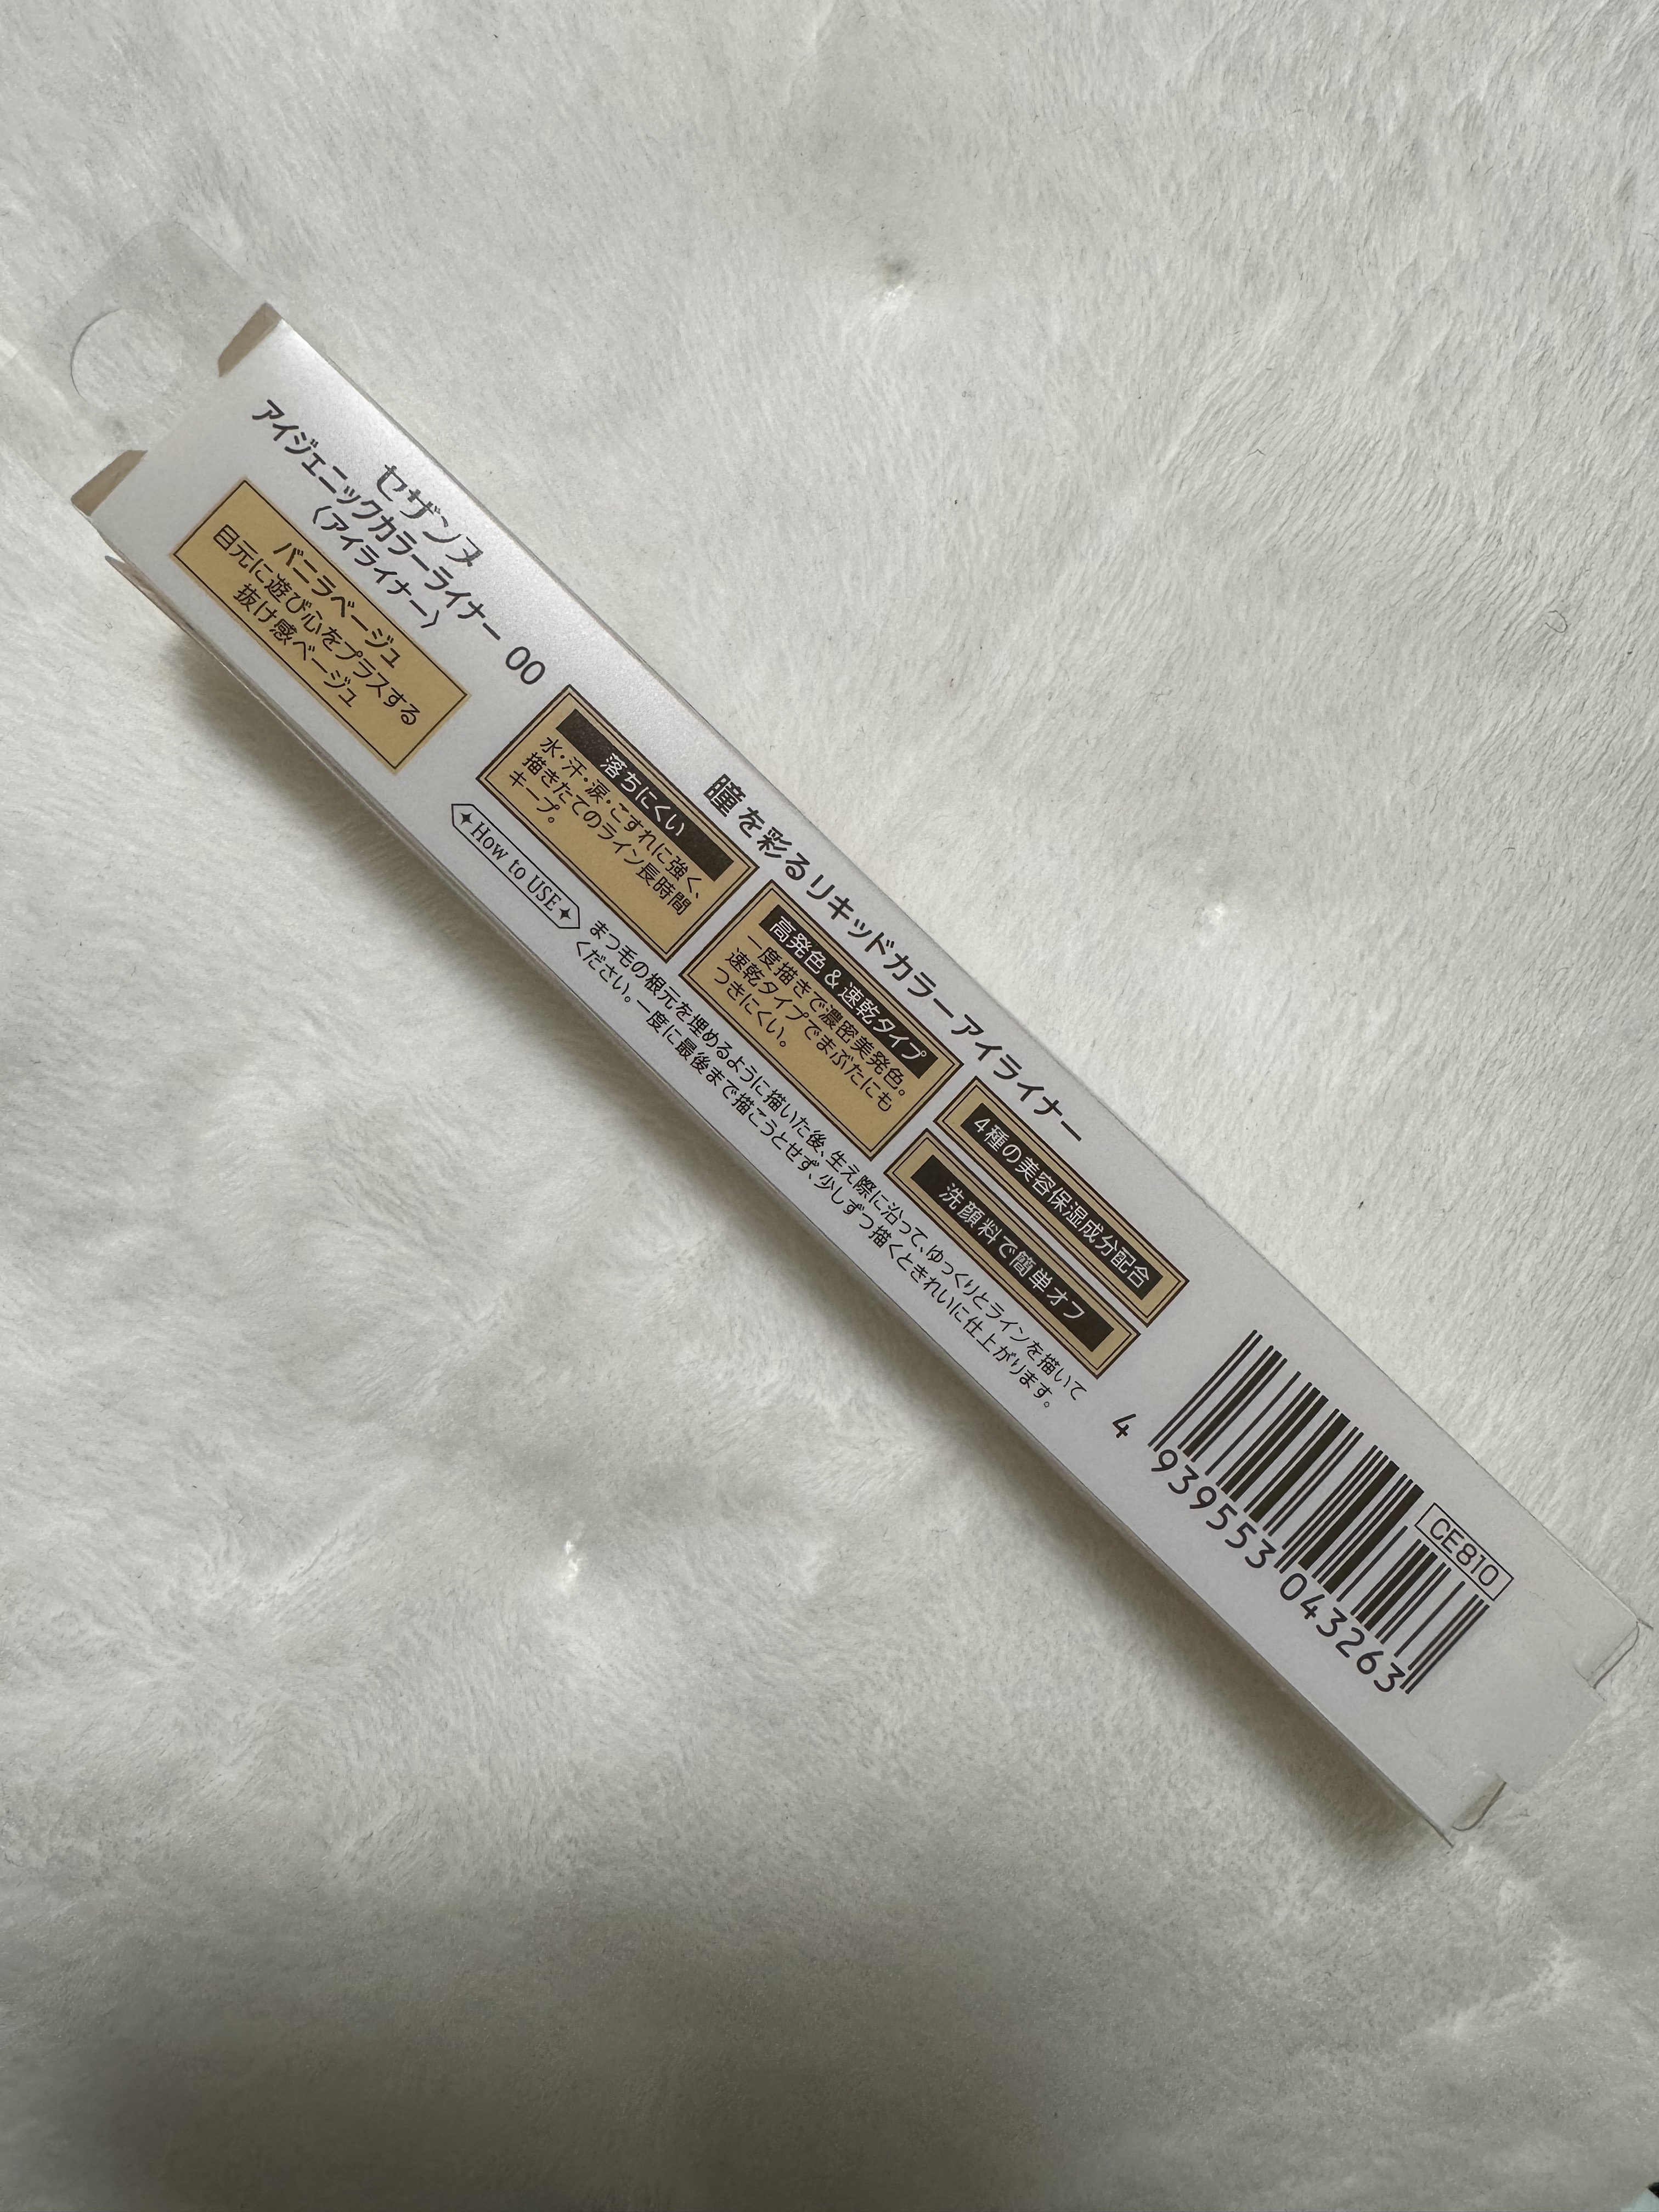 セザンヌ
アイジェニックカラーライナー 00
〈アイライナー〉
バニラベージュ
目元に遊び心をプラスする
抜け感ベージュ
瞳を彩るリキッドカラーアイライナー
落ちにくい
水・汗・涙・こすれに強く、
描きたてのライン長時間
キープ。
高発色&速乾タイプ
一度描きで濃密美発色。
速乾タイプでまぶたにも
つきにくい。
4種の美容保湿成分配合
洗顔料で簡単オフ
How to USE
まつ毛の根元を埋めるように描いた後、生え際に沿って、ゆっくりとラインを描いて
ください。一度に最後まで描こうとせず、少しずつ描くときれいに仕上がります。
CE810
4 939553 043263